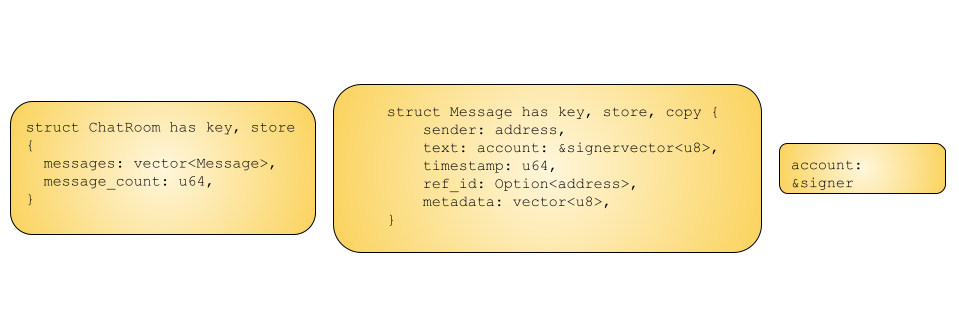 struct ChatRoom has key, store
{
messages: vector<Message>,
message_count: u64,
}
struct Message has key, store, copy {
sender: address,
text: account: &signervector<u8>,
timestamp: u64,
ref_id: Option<address>,
metadata: vector<u8>,
}
account:
&signer